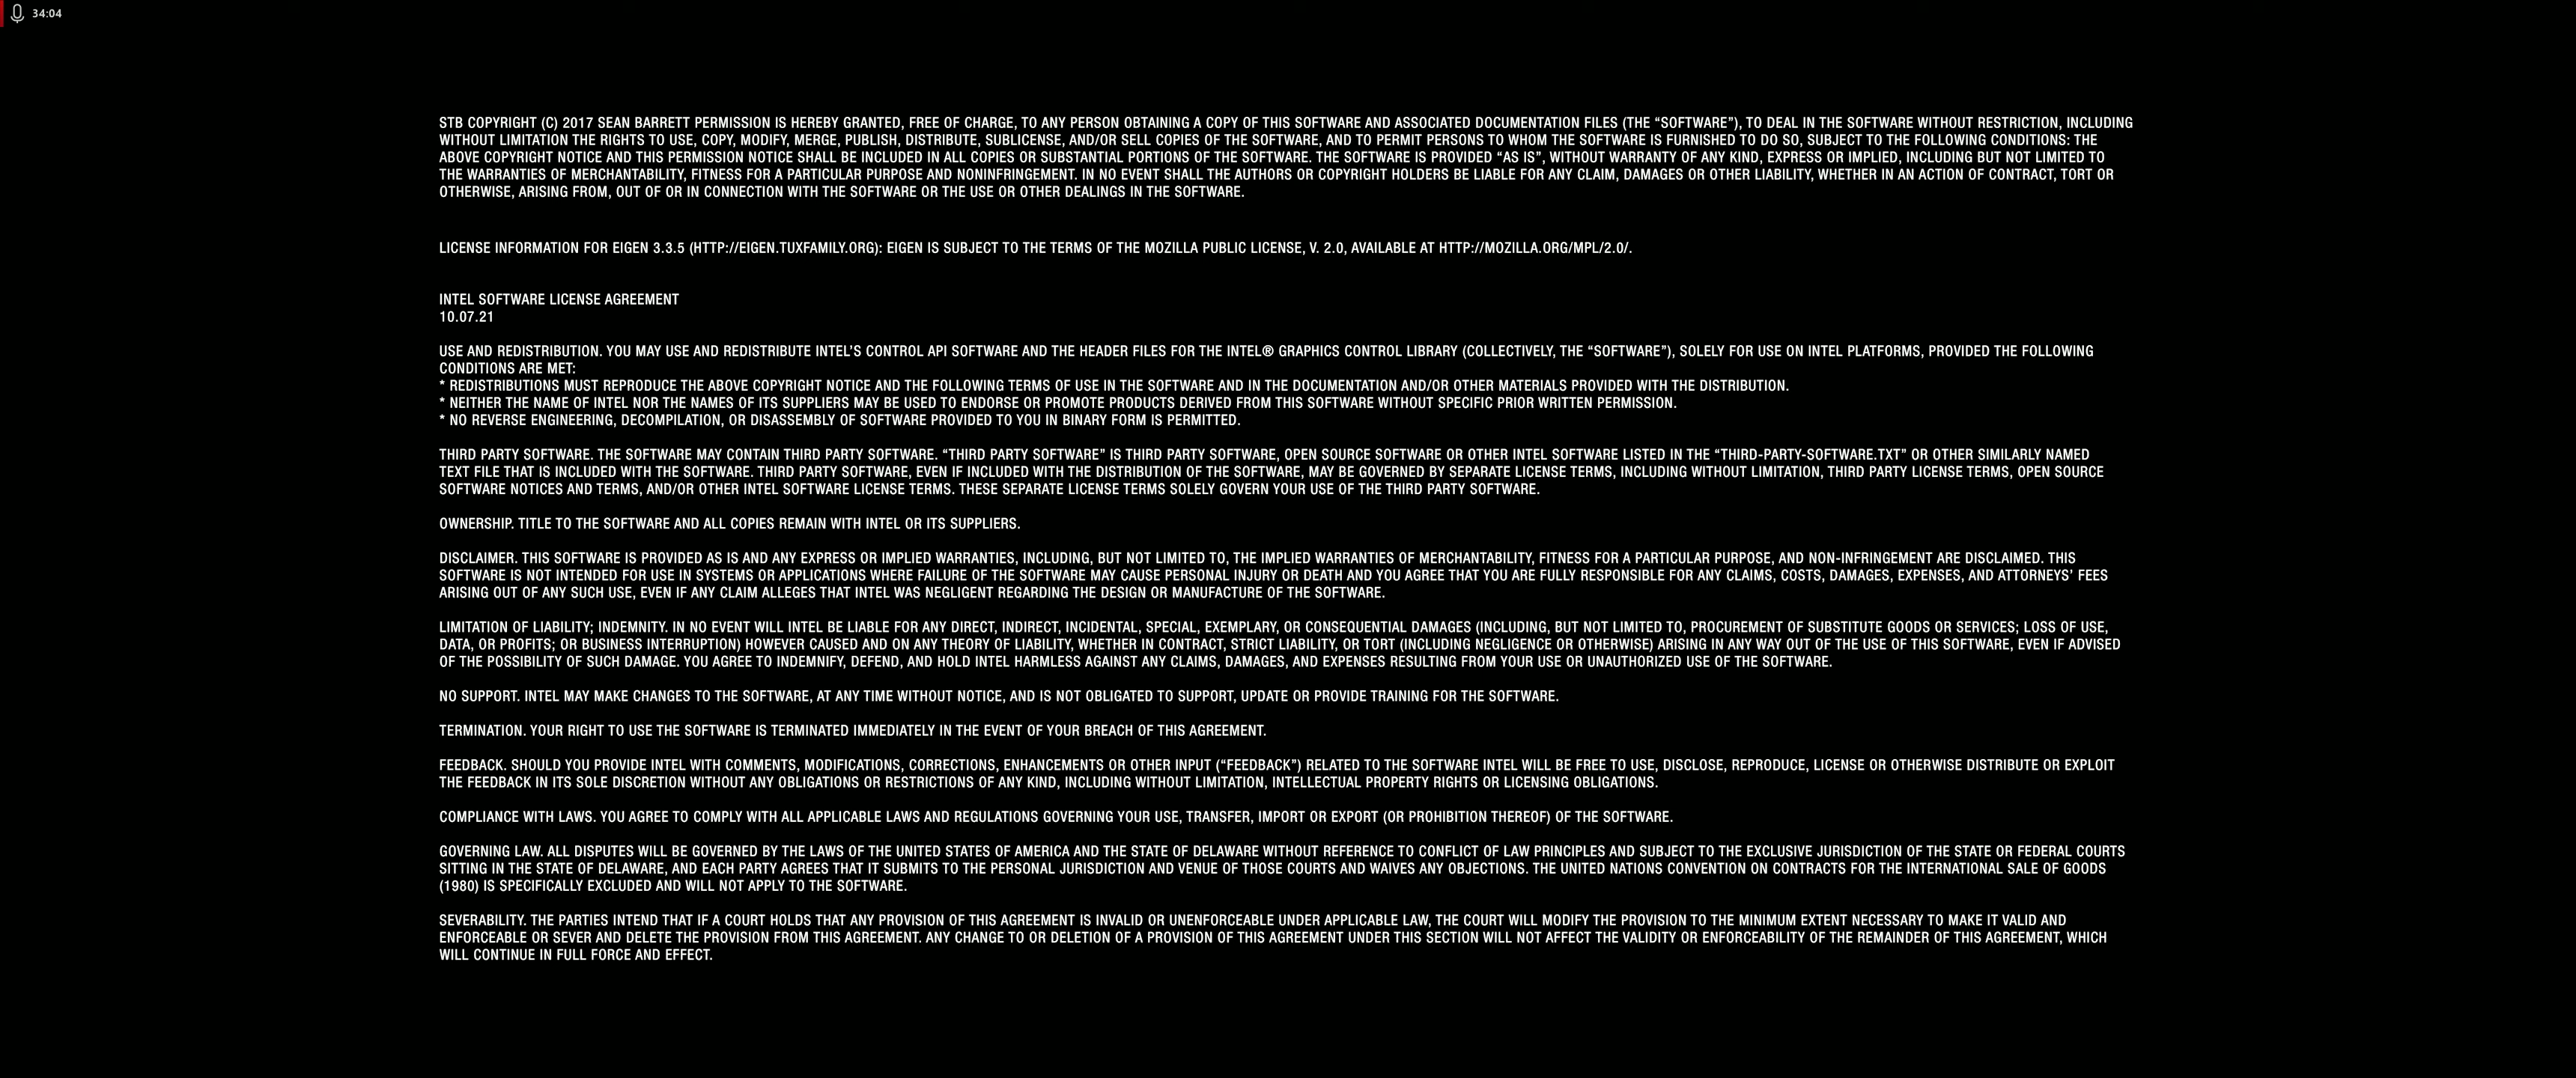 34:04
STB COPYRIGHT (C) 2017 SEAN BARRETT PERMISSION IS HEREBY GRANTED, FREE OF CHARGE, TO ANY PERSON OBTAINING A COPY OF THIS SOFTWARE AND ASSOCIATED DOCUMENTATION FILES (THE “SOFTWARE”), TO DEAL IN THE SOFTWARE WITHOUT RESTRICTION, INCLUDING
WITHOUT LIMITATION THE RIGHTS TO USE, COPY, MODIFY, MERGE, PUBLISH, DISTRIBUTE, SUBLICENSE, AND/OR SELL COPIES OF THE SOFTWARE, AND TO PERMIT PERSONS TO WHOM THE SOFTWARE IS FURNISHED TO DO SO, SUBJECT TO THE FOLLOWING CONDITIONS: THE
ABOVE COPYRIGHT NOTICE AND THIS PERMISSION NOTICE SHALL BE INCLUDED IN ALL COPIES OR SUBSTANTIAL PORTIONS OF THE SOFTWARE. THE SOFTWARE IS PROVIDED “AS IS”, WITHOUT WARRANTY OF ANY KIND, EXPRESS OR IMPLIED, INCLUDING BUT NOT LIMITED TO
THE WARRANTIES OF MERCHANTABILITY, FITNESS FOR A PARTICULAR PURPOSE AND NONINFRINGEMENT. IN NO EVENT SHALL THE AUTHORS OR COPYRIGHT HOLDERS BE LIABLE FOR ANY CLAIM, DAMAGES OR OTHER LIABILITY, WHETHER IN AN ACTION OF CONTRACT, TORT OR
OTHERWISE, ARISING FROM, OUT OF OR IN CONNECTION WITH THE SOFTWARE OR THE USE OR OTHER DEALINGS IN THE SOFTWARE.
LICENSE INFORMATION FOR EIGEN 3.3.5 (HTTP://EIGEN.TUXFAMILY.ORG): EIGEN IS SUBJECT TO THE TERMS OF THE MOZILLA PUBLIC LICENSE, V. 2.0, AVAILABLE AT HTTP://MOZILLA.ORG/MPL/2.0/.
INTEL SOFTWARE LICENSE AGREEMENT
10.07.21
USE AND REDISTRIBUTION. YOU MAY USE AND REDISTRIBUTE INTEL’S CONTROL API SOFTWARE AND THE HEADER FILES FOR THE INTEL® GRAPHICS CONTROL LIBRARY (COLLECTIVELY, THE “SOFTWARE”), SOLELY FOR USE ON INTEL PLATFORMS, PROVIDED THE FOLLOWING
CONDITIONS ARE MET:
* REDISTRIBUTIONS MUST REPRODUCE THE ABOVE COPYRIGHT NOTICE AND THE FOLLOWING TERMS OF USE IN THE SOFTWARE AND IN THE DOCUMENTATION AND/OR OTHER MATERIALS PROVIDED WITH THE DISTRIBUTION.
* NEITHER THE NAME OF INTEL NOR THE NAMES OF ITS SUPPLIERS MAY BE USED TO ENDORSE OR PROMOTE PRODUCTS DERIVED FROM THIS SOFTWARE WITHOUT SPECIFIC PRIOR WRITTEN PERMISSION.
* NO REVERSE ENGINEERING, DECOMPILATION, OR DISASSEMBLY OF SOFTWARE PROVIDED TO YOU IN BINARY FORM IS PERMITTED.
THIRD PARTY SOFTWARE. THE SOFTWARE MAY CONTAIN THIRD PARTY SOFTWARE. “THIRD PARTY SOFTWARE” IS THIRD PARTY SOFTWARE, OPEN SOURCE SOFTWARE OR OTHER INTEL SOFTWARE LISTED IN THE “THIRD-PARTY-SOFTWARE.TXT” OR OTHER SIMILARLY NAMED
TEXT FILE THAT IS INCLUDED WITH THE SOFTWARE. THIRD PARTY SOFTWARE, EVEN IF INCLUDED WITH THE DISTRIBUTION OF THE SOFTWARE, MAY BE GOVERNED BY SEPARATE LICENSE TERMS, INCLUDING WITHOUT LIMITATION, THIRD PARTY LICENSE TERMS, OPEN SOURCE
SOFTWARE NOTICES AND TERMS, AND/OR OTHER INTEL SOFTWARE LICENSE TERMS. THESE SEPARATE LICENSE TERMS SOLELY GOVERN YOUR USE OF THE THIRD PARTY SOFTWARE.
OWNERSHIP. TITLE TO THE SOFTWARE AND ALL COPIES REMAIN WITH INTEL OR ITS SUPPLIERS.
DISCLAIMER. THIS SOFTWARE IS PROVIDED AS IS AND ANY EXPRESS OR IMPLIED WARRANTIES, INCLUDING, BUT NOT LIMITED TO, THE IMPLIED WARRANTIES OF MERCHANTABILITY, FITNESS FOR A PARTICULAR PURPOSE, AND NON-INFRINGEMENT ARE DISCLAIMED. THIS
SOFTWARE IS NOT INTENDED FOR USE IN SYSTEMS OR APPLICATIONS WHERE FAILURE OF THE SOFTWARE MAY CAUSE PERSONAL INJURY OR DEATH AND YOU AGREE THAT YOU ARE FULLY RESPONSIBLE FOR ANY CLAIMS, COSTS, DAMAGES, EXPENSES, AND ATTORNEYS’ FEES
ARISING OUT OF ANY SUCH USE, EVEN IF ANY CLAIM ALLEGES THAT INTEL WAS NEGLIGENT REGARDING THE DESIGN OR MANUFACTURE OF THE SOFTWARE.
LIMITATION OF LIABILITY; INDEMNITY. IN NO EVENT WILL INTEL BE LIABLE FOR ANY DIRECT, INDIRECT, INCIDENTAL, SPECIAL, EXEMPLARY, OR CONSEQUENTIAL DAMAGES (INCLUDING, BUT NOT LIMITED TO, PROCUREMENT OF SUBSTITUTE GOODS OR SERVICES; LOSS OF USE,
DATA, OR PROFITS; OR BUSINESS INTERRUPTION) HOWEVER CAUSED AND ON ANY THEORY OF LIABILITY, WHETHER IN CONTRACT, STRICT LIABILITY, OR TORT (INCLUDING NEGLIGENCE OR OTHERWISE) ARISING IN ANY WAY OUT OF THE USE OF THIS SOFTWARE, EVEN IF ADVISED
OF THE POSSIBILITY OF SUCH DAMAGE. YOU AGREE TO INDEMNIFY, DEFEND, AND HOLD INTEL HARMLESS AGAINST ANY CLAIMS, DAMAGES, AND EXPENSES RESULTING FROM YOUR USE OR UNAUTHORIZED USE OF THE SOFTWARE.
NO SUPPORT. INTEL MAY MAKE CHANGES TO THE SOFTWARE, AT ANY TIME WITHOUT NOTICE, AND IS NOT OBLIGATED TO SUPPORT, UPDATE OR PROVIDE TRAINING FOR THE SOFTWARE.
TERMINATION. YOUR RIGHT TO USE THE SOFTWARE IS TERMINATED IMMEDIATELY IN THE EVENT OF YOUR BREACH OF THIS AGREEMENT.
FEEDBACK. SHOULD YOU PROVIDE INTEL WITH COMMENTS, MODIFICATIONS, CORRECTIONS, ENHANCEMENTS OR OTHER INPUT (“FEEDBACK”) RELATED TO THE SOFTWARE INTEL WILL BE FREE TO USE, DISCLOSE, REPRODUCE, LICENSE OR OTHERWISE DISTRIBUTE OR EXPLOIT
THE FEEDBACK IN ITS SOLE DISCRETION WITHOUT ANY OBLIGATIONS OR RESTRICTIONS OF ANY KIND, INCLUDING WITHOUT LIMITATION, INTELLECTUAL PROPERTY RIGHTS OR LICENSING OBLIGATIONS.
COMPLIANCE WITH LAWS. YOU AGREE TO COMPLY WITH ALL APPLICABLE LAWS AND REGULATIONS GOVERNING YOUR USE, TRANSFER, IMPORT OR EXPORT (OR PROHIBITION THEREOF) OF THE SOFTWARE.
GOVERNING LAW. ALL DISPUTES WILL BE GOVERNED BY THE LAWS OF THE UNITED STATES OF AMERICA AND THE STATE OF DELAWARE WITHOUT REFERENCE TO CONFLICT OF LAW PRINCIPLES AND SUBJECT TO THE EXCLUSIVE JURISDICTION OF THE STATE OR FEDERAL COURTS
SITTING IN THE STATE OF DELAWARE, AND EACH PARTY AGREES THAT IT SUBMITS TO THE PERSONAL JURISDICTION AND VENUE OF THOSE COURTS AND WAIVES ANY OBJECTIONS. THE UNITED NATIONS CONVENTION ON CONTRACTS FOR THE INTERNATIONAL SALE OF GOODS
(1980) IS SPECIFICALLY EXCLUDED AND WILL NOT APPLY TO THE SOFTWARE.
SEVERABILITY. THE PARTIES INTEND THAT IF A COURT HOLDS THAT ANY PROVISION OF THIS AGREEMENT IS INVALID OR UNENFORCEABLE UNDER APPLICABLE LAW, THE COURT WILL MODIFY THE PROVISION TO THE MINIMUM EXTENT NECESSARY TO MAKE IT VALID AND
ENFORCEABLE OR SEVER AND DELETE THE PROVISION FROM THIS AGREEMENT. ANY CHANGE TO OR DELETION OF A PROVISION OF THIS AGREEMENT UNDER THIS SECTION WILL NOT AFFECT THE VALIDITY OR ENFORCEABILITY OF THE REMAINDER OF THIS AGREEMENT, WHICH
WILL CONTINUE IN FULL FORCE AND EFFECT.